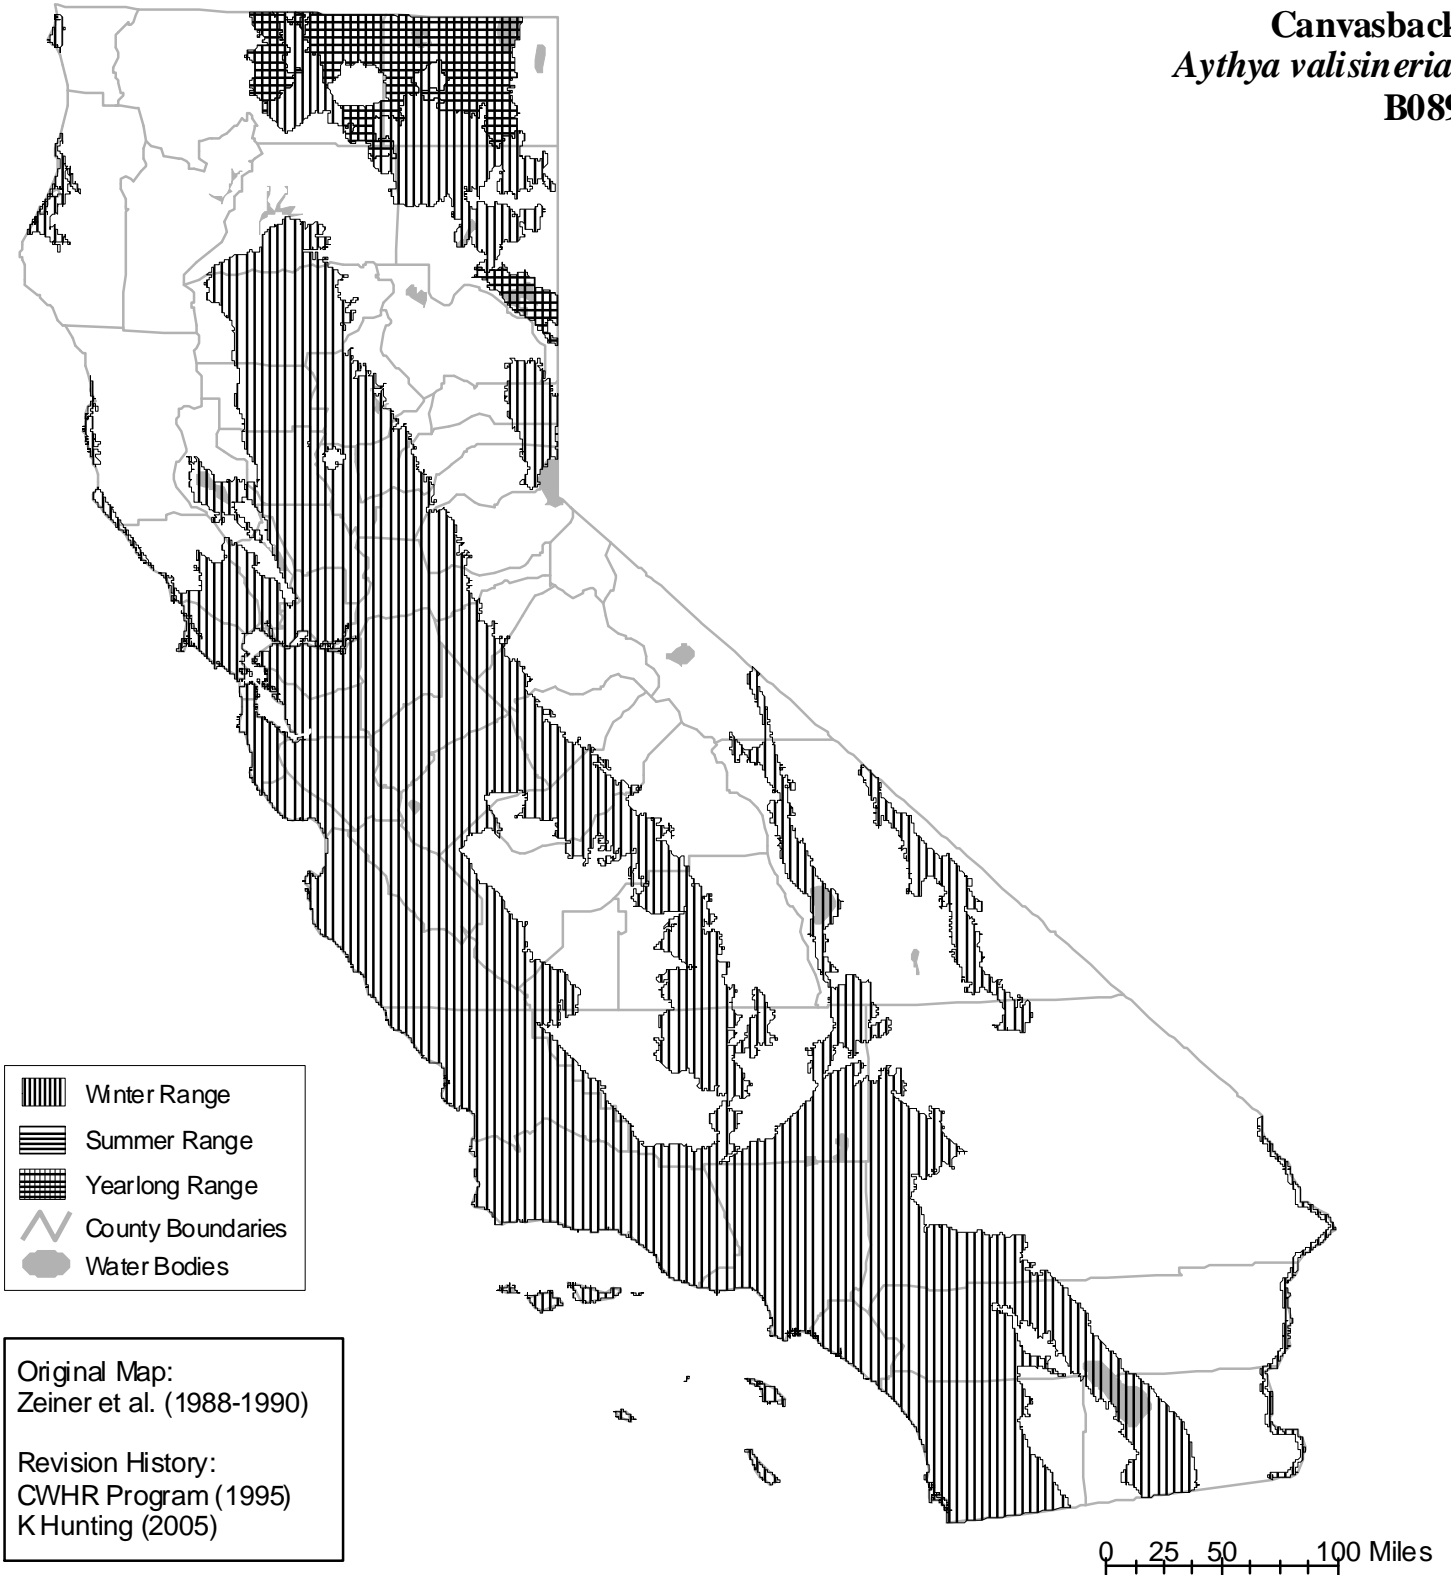 Canvasback
Aythya valisineria
B089
Winter Range
Summer Range
Yearlong Range
County Boundaries
Water Bodies
Original Map:
Zeiner et al. (1988-1990)
Revision History:
CWHR Program (1995)
K Hunting (2005)
0 25 50 100 Miles